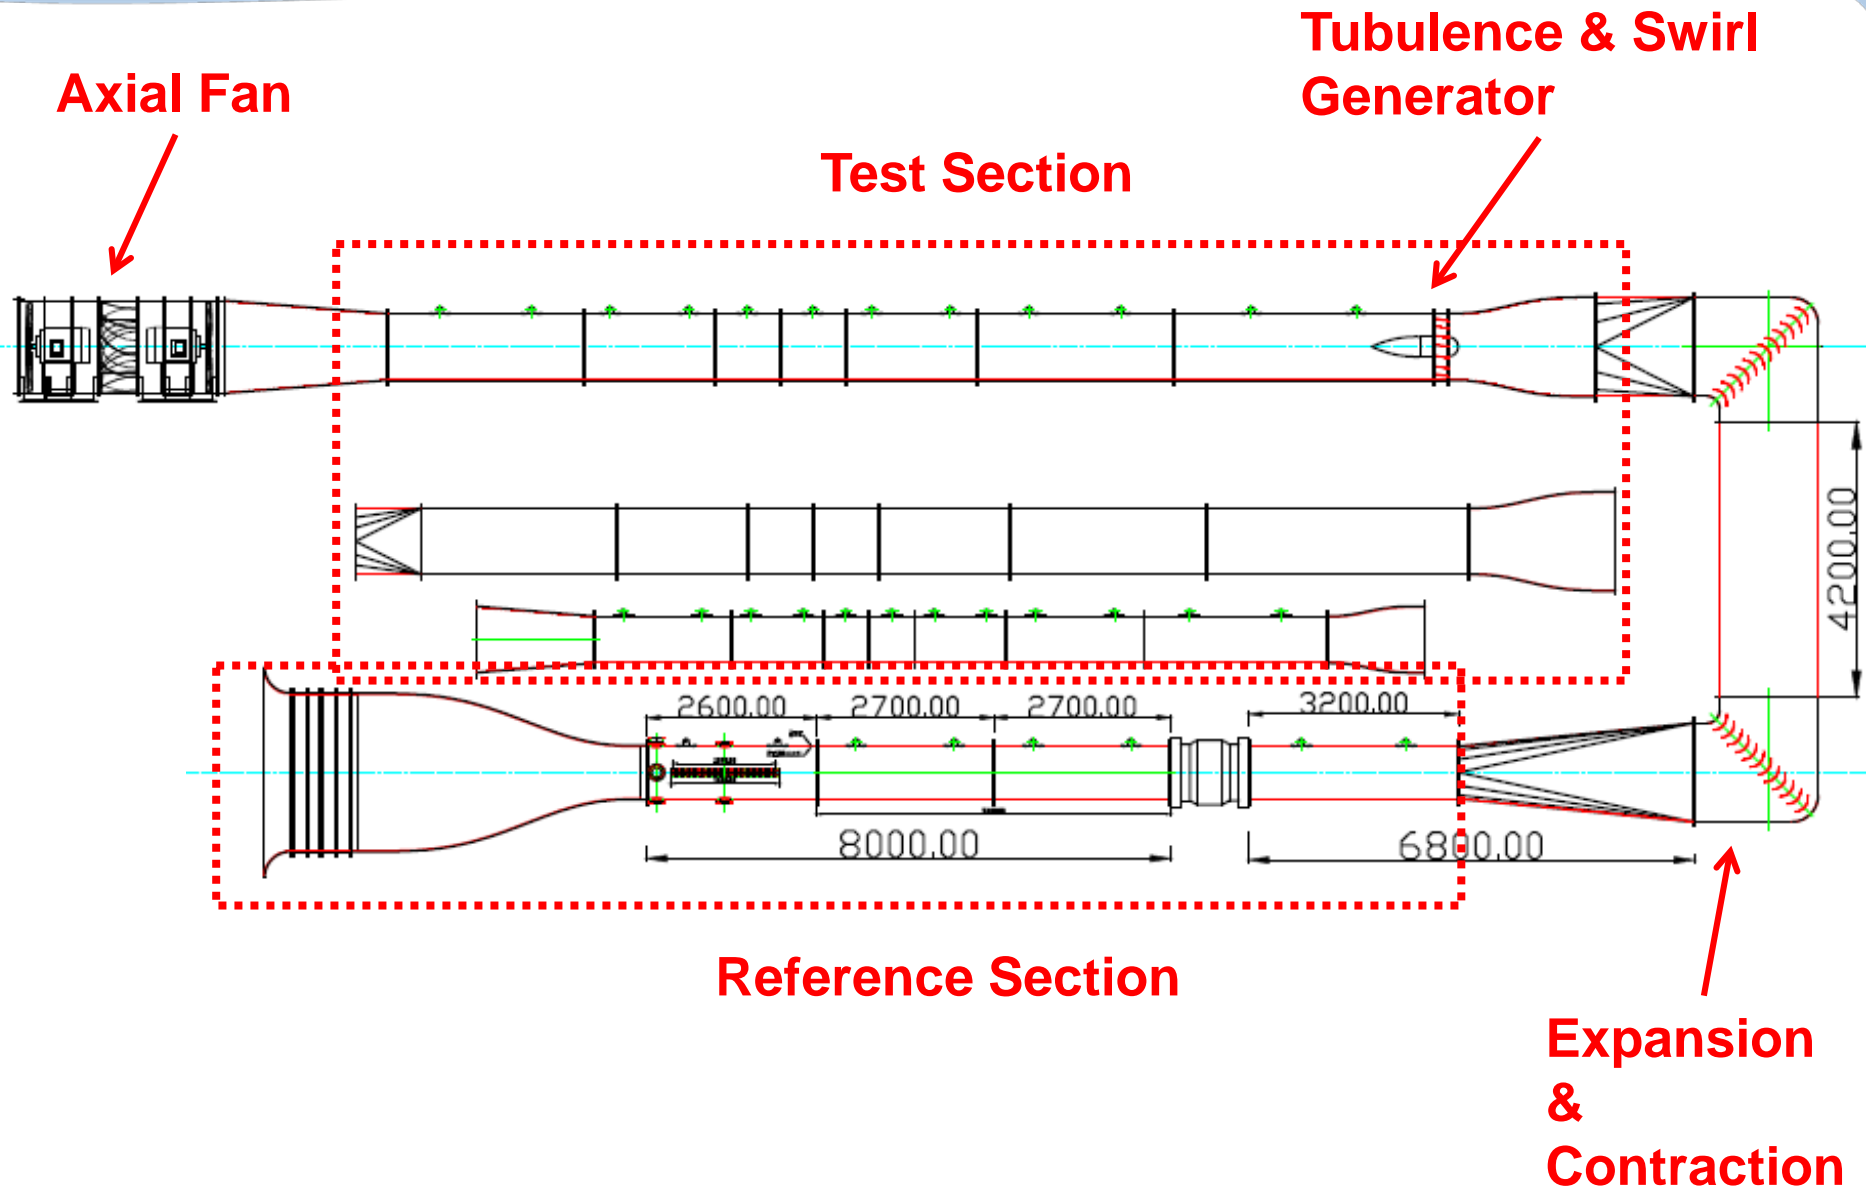 Tubulence & Swirl
Generator
Axial Fan
Test Section
4200.00
2600.00
2700.00
2700.00
3200.00
8000.00
6800.00
Reference Section
Expansion
&
Contraction